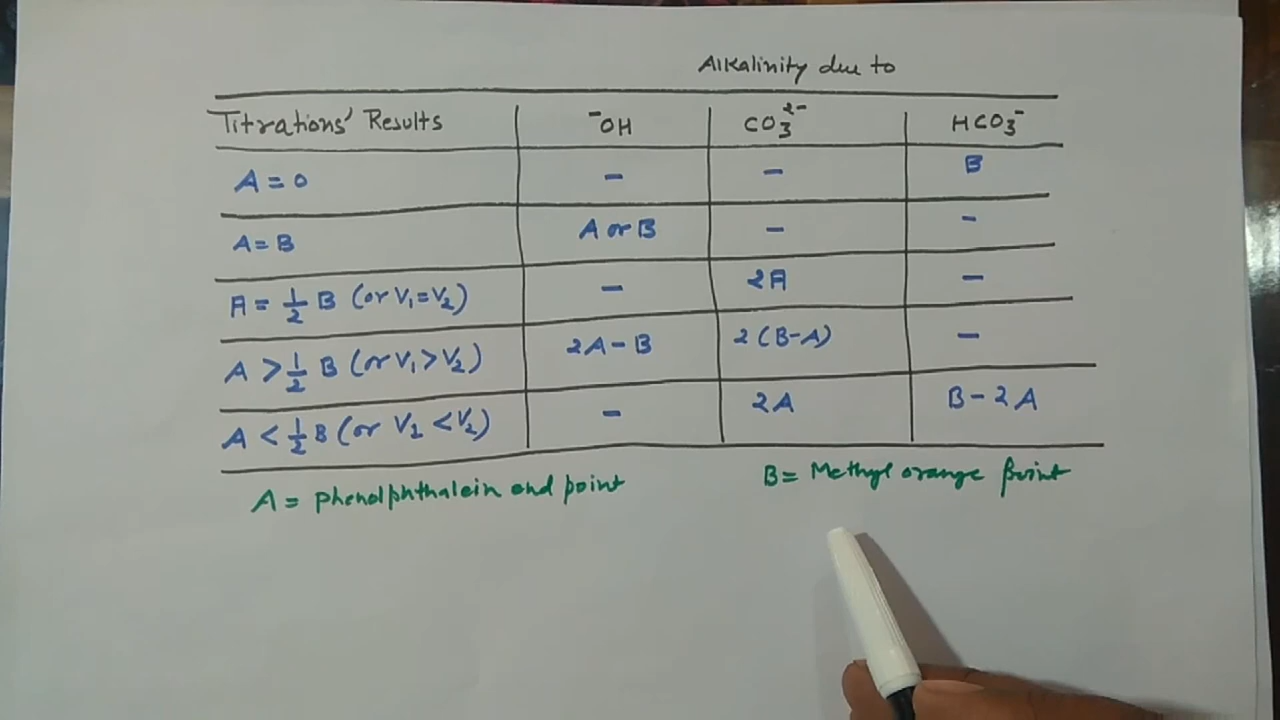 Alkalinity due to
Titrations' Results ⁻OH CO₃²⁻ HCO₃⁻
A = 0 - - B
A = B A or B - -
A = 1/2 B (or V₁=V₂) - 2A -
A > 1/2 B (or V₁>V₂) 2A - B 2(B-A) -
A < 1/2 B (or V₁ <V₂) - 2A B - 2A
A = phenolphthalein end point B= Methyl orange point